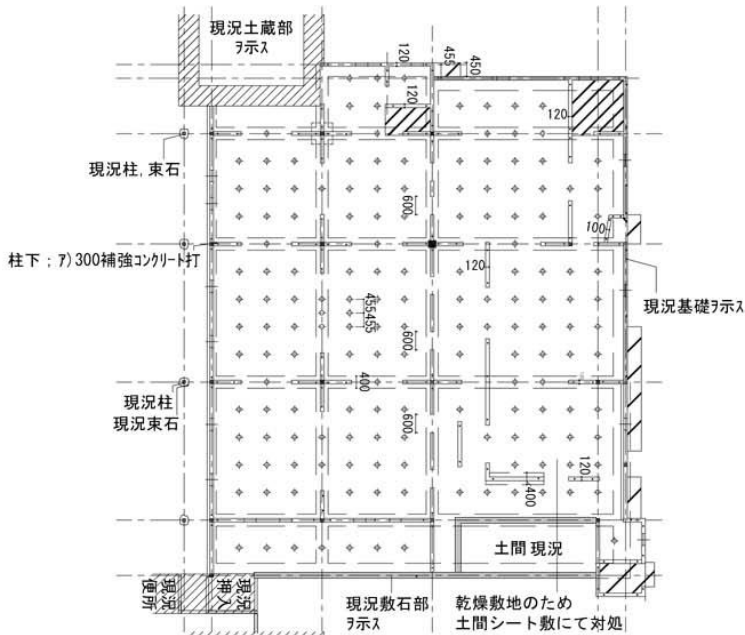 現況土蔵部
ｦ示ス
120
455
450
120
120
現況柱,束石
600
100
柱下；ｱ)300補強ｺﾝｸﾘｰﾄ打
120
現況基礎ｦ示ス
455455
600
400
現況柱
現況束石
600
120
400
土間現況
現況
便所
現況
押入
現況敷石部
ｦ示ス
乾燥敷地のため
土間シート敷にて対処